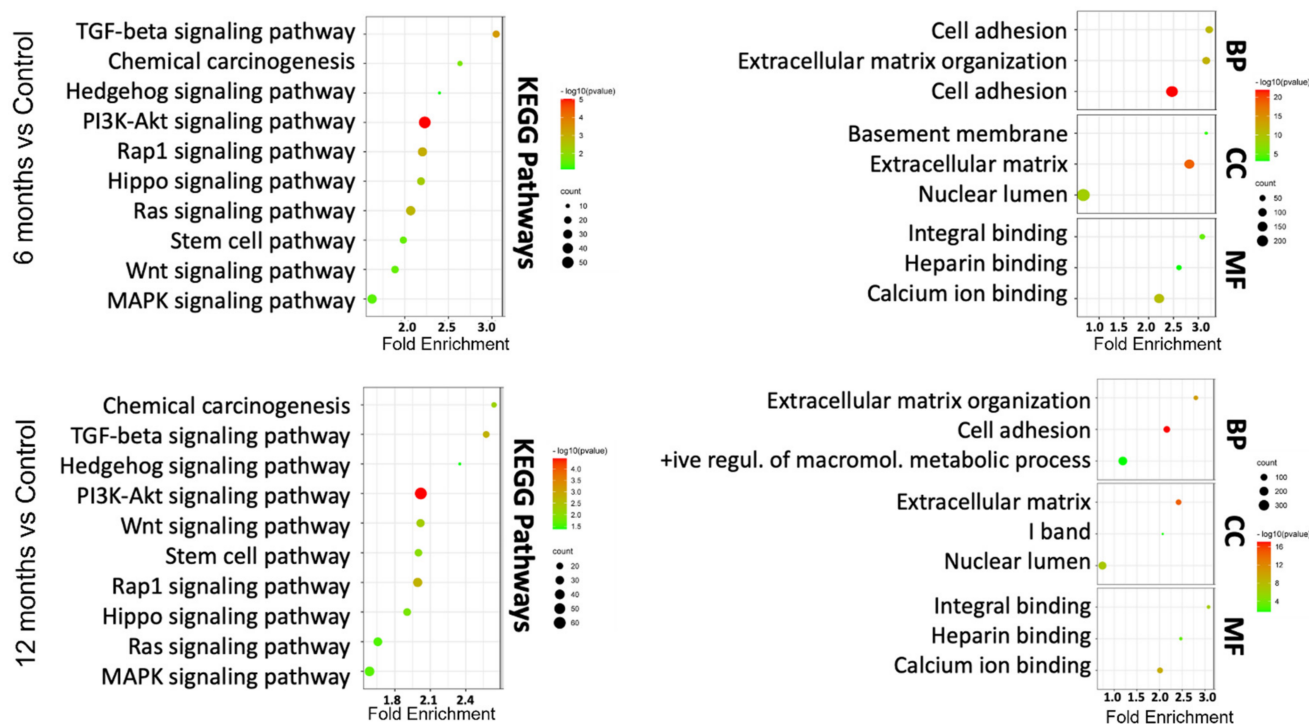 6 months vs Control
TGF-beta signaling pathway
Chemical carcinogenesis
Hedgehog signaling pathway
PI3K-Akt signaling pathway
Rap1 signaling pathway
Hippo signaling pathway
Ras signaling pathway
Stem cell pathway
Wnt signaling pathway
MAPK signaling pathway
2.0 2.5 3.0
Fold Enrichment
KEGG Pathways
- log10(pvalue)
5
4
3
2
count
10
20
30
40
50
Cell adhesion
Extracellular matrix organization
Cell adhesion
BP
Basement membrane
Extracellular matrix
Nuclear lumen
CC
Integral binding
Heparin binding
Calcium ion binding
MF
1.0 1.5 2.0 2.5 3.0
Fold Enrichment
- log10(pvalue)
20
15
10
5
count
50
100
150
200
12 months vs Control
Chemical carcinogenesis
TGF-beta signaling pathway
Hedgehog signaling pathway
PI3K-Akt signaling pathway
Wnt signaling pathway
Stem cell pathway
Rap1 signaling pathway
Hippo signaling pathway
Ras signaling pathway
MAPK signaling pathway
1.8 2.1 2.4
Fold Enrichment
KEGG Pathways
- log10(pvalue)
4.0
3.5
3.0
2.5
2.0
1.5
count
20
30
40
50
60
Extracellular matrix organization
Cell adhesion
+ive regul. of macromol. metabolic process
BP
Extracellular matrix
I band
Nuclear lumen
CC
Integral binding
Heparin binding
Calcium ion binding
MF
1.0 1.5 2.0 2.5 3.0
Fold Enrichment
count
100
200
300
- log10(pvalue)
16
12
8
4